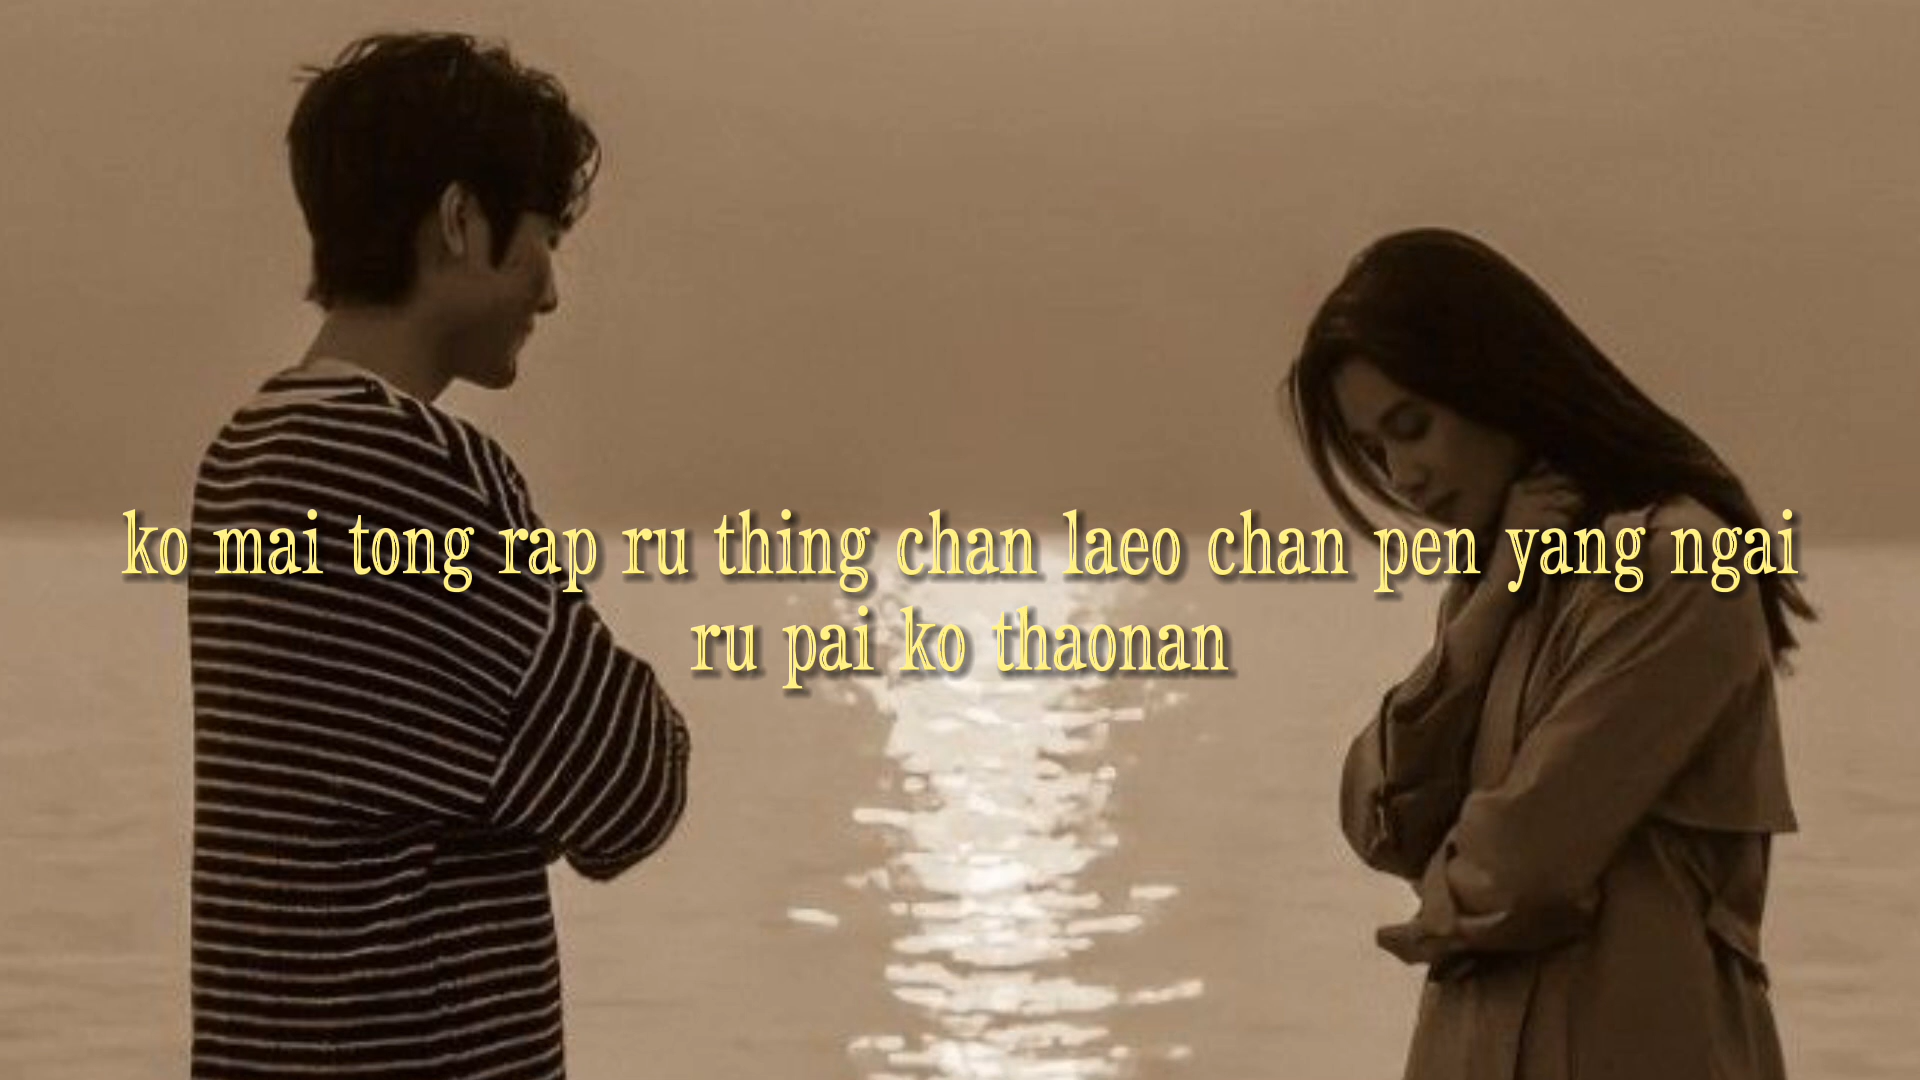 ko mai tong rap ru thing chan laeo chan pen yang ngai
ru pai ko thaonan